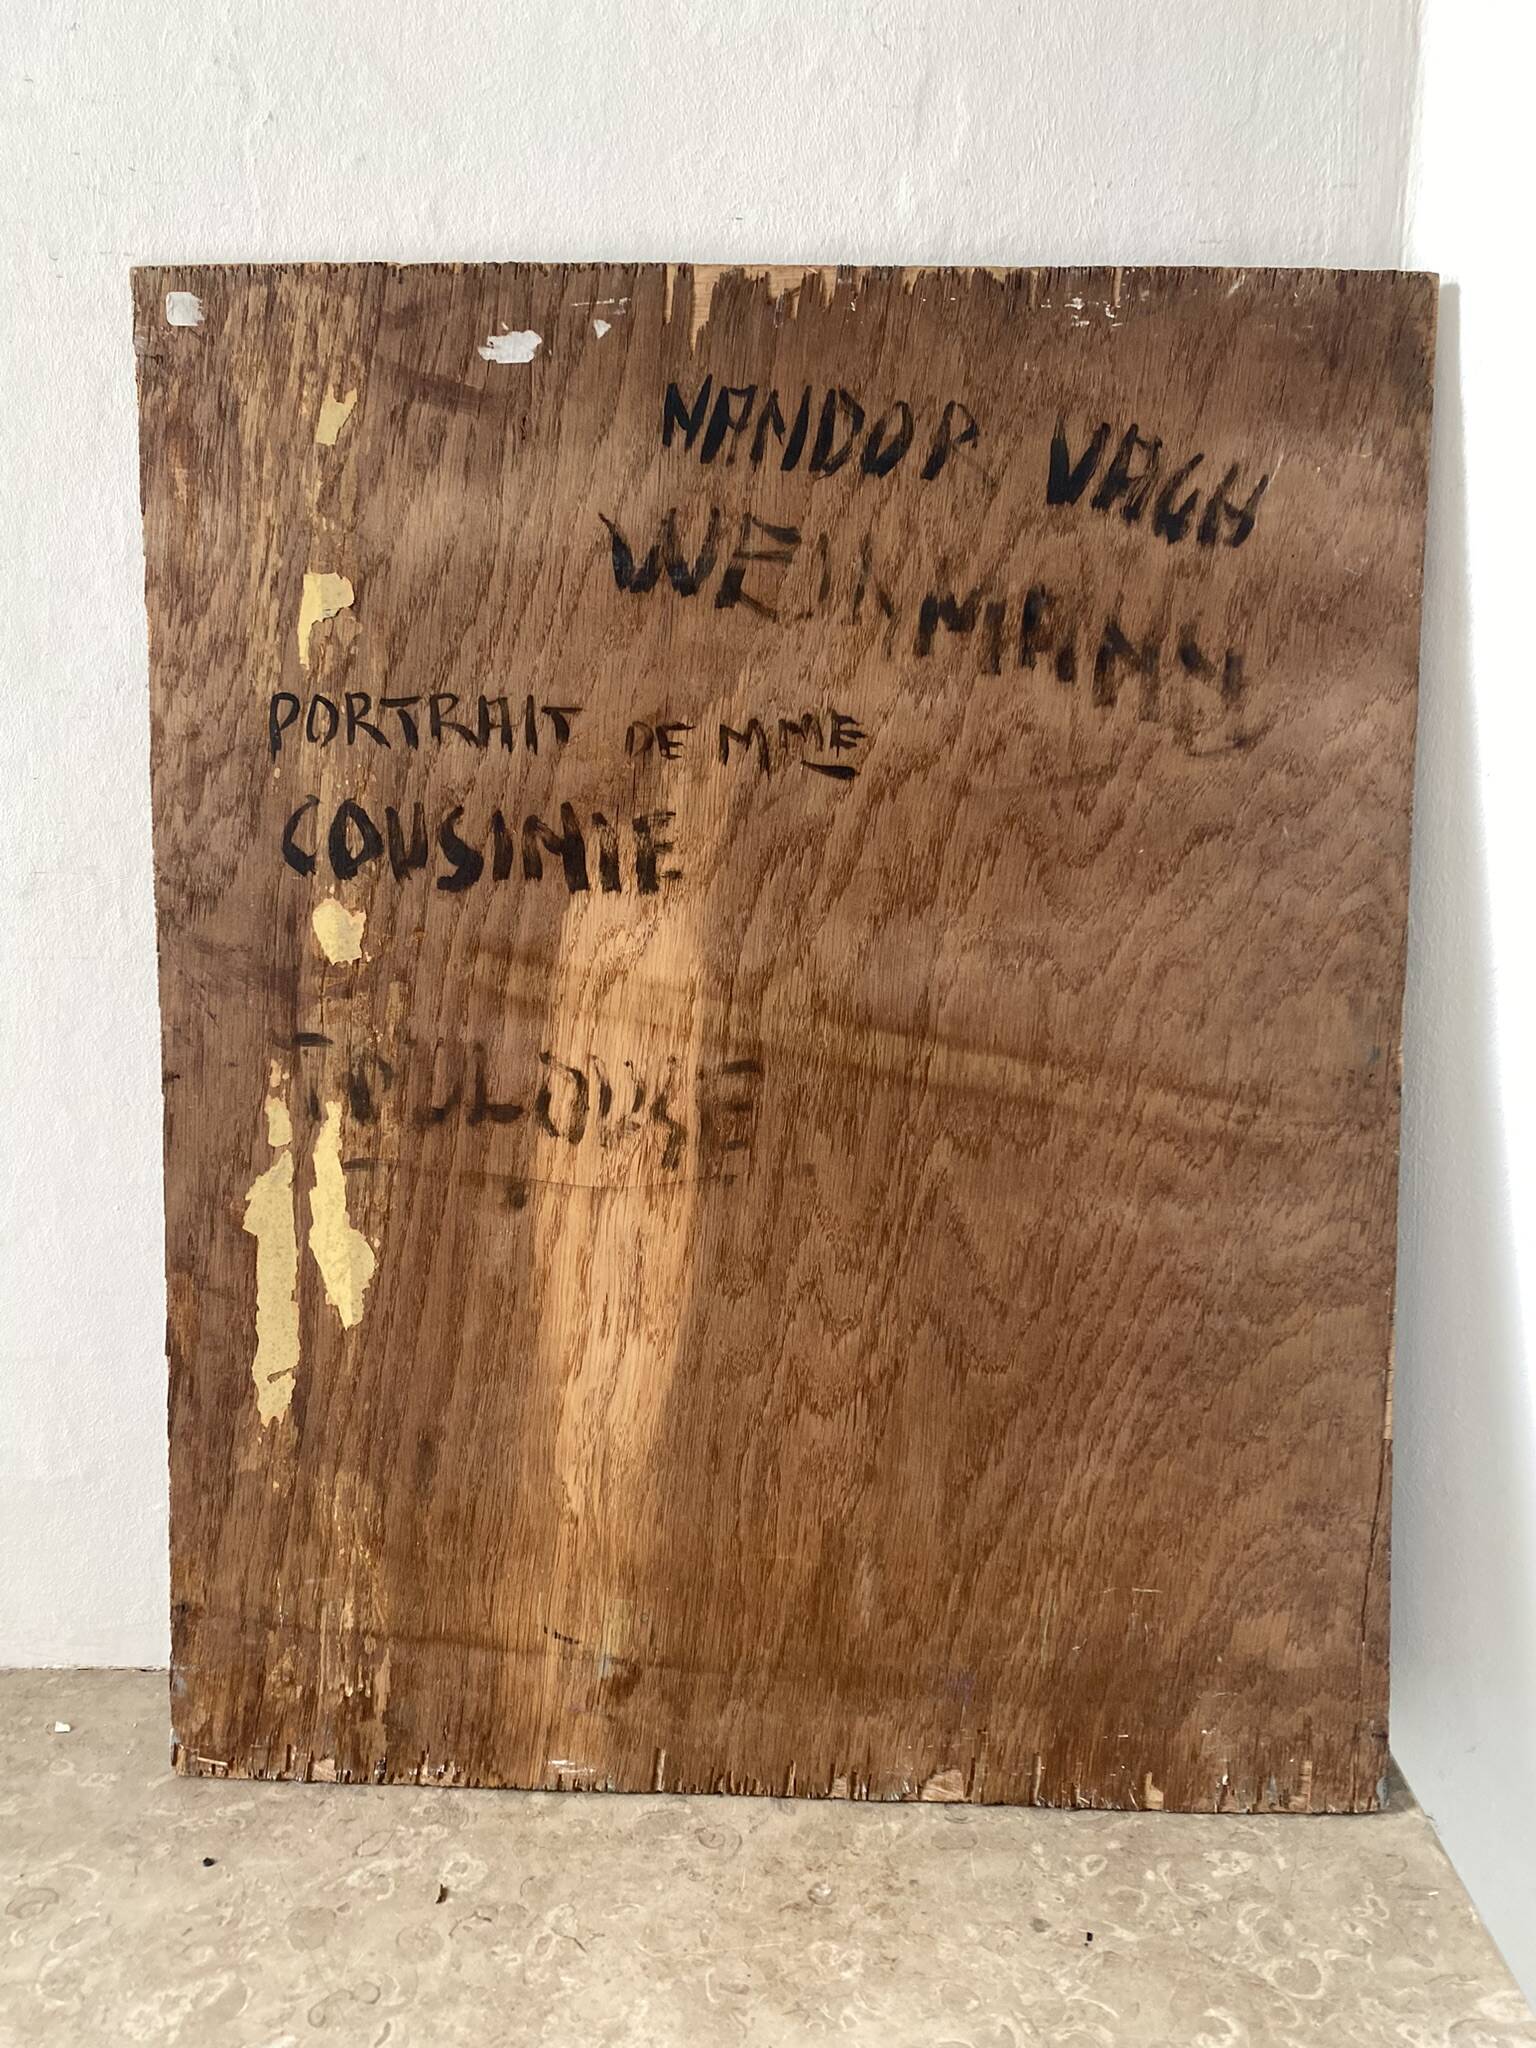 NANDOR VAGH
WEINMANN
PORTRAIT DE MME
COUSINIE
TOULOUSE